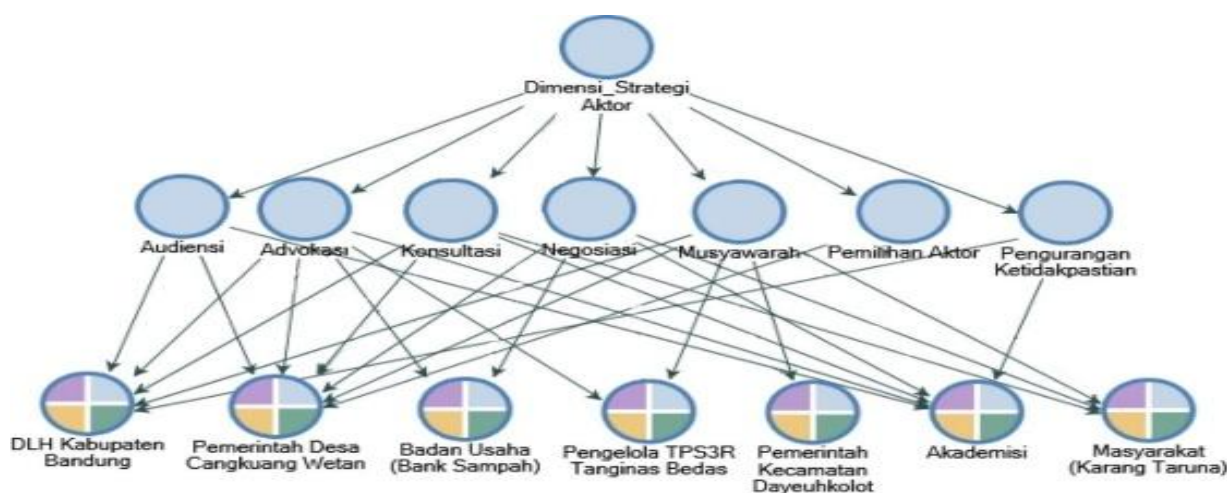 Dimensi_Strategi
Aktor
Audiensi
Advokasi
Konsultasi
Negosiasi
Musyawarah
Pemilihan Aktor
Pengurangan
Ketidakpastian
DLH Kabupaten
Bandung
Pemerintah Desa
Cangkuang Wetan
Badan Usaha
(Bank Sampah)
Pengelola TPS3R
Tanginas Bedas
Pemerintah
Kecamatan
Dayeuhkolot
Akademisi
Masyarakat
(Karang Taruna)